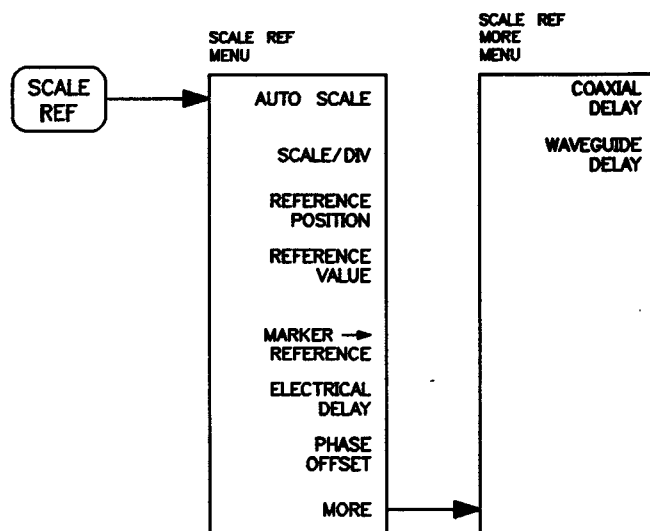 SCALE REF
MENU
SCALE REF
MORE
MENU
SCALE
REF
AUTO SCALE
SCALE/DIV
REFERENCE
POSITION
REFERENCE
VALUE
MARKER →
REFERENCE
ELECTRICAL
DELAY
PHASE
OFFSET
MORE
COAXIAL
DELAY
WAVEGUIDE
DELAY